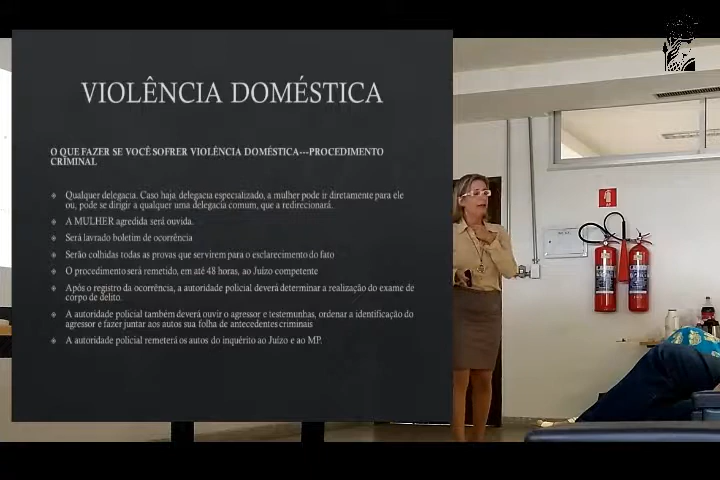 VIOLÊNCIA DOMÉSTICA
O QUE FAZER SE VOCÊ SOFRER VIOLÊNCIA DOMÉSTICA---PROCEDIMENTO
CRIMINAL
Qualquer delegacia. Caso haja delegacia especializado, a mulher pode ir diretamente para ele
ou, pode se dirigir a qualquer uma delegacia comum, que a redirecionará.
A MULHER agredida será ouvida.
Será lavrado boletim de ocorrência
Serão colhidas todas as provas que servirem para o esclarecimento do fato
O procedimento será remetido, em até 48 horas, ao Juízo competente
Após o registro da ocorrência, a autoridade policial deverá determinar a realização do exame de
corpo de delito.
A autoridade policial também deverá ouvir o agressor e testemunhas, ordenar a identificação do
agressor e fazer juntar aos autos sua folha de antecedentes criminais
A autoridade policial remeterá os autos do inquérito ao Juízo e ao MP.